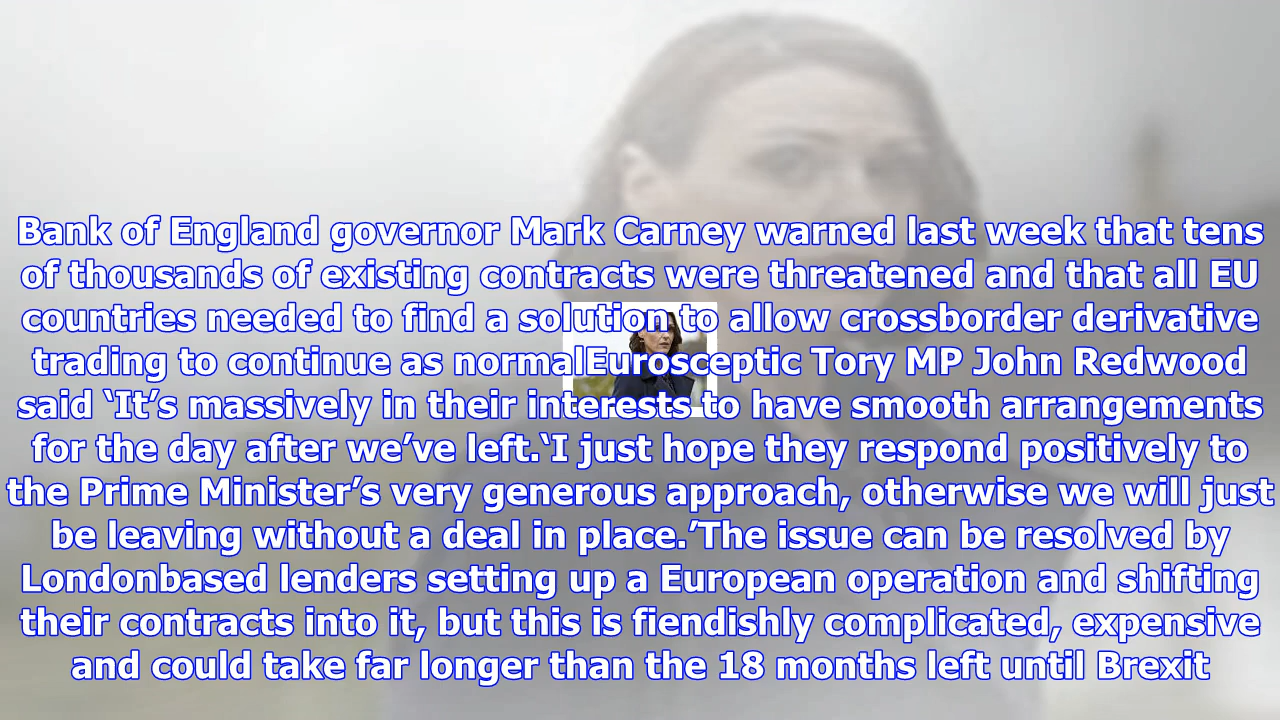 Bank of England governor Mark Carney warned last week that tens
of thousands of existing contracts were threatened and that all EU
countries needed to find a solution to allow crossborder derivative
trading to continue as normalEurosceptic Tory MP John Redwood
said ‘It’s massively in their interests to have smooth arrangements
for the day after we’ve left.‘I just hope they respond positively to
the Prime Minister’s very generous approach, otherwise we will just
be leaving without a deal in place.’The issue can be resolved by
Londonbased lenders setting up a European operation and shifting
their contracts into it, but this is fiendishly complicated, expensive
and could take far longer than the 18 months left until Brexit